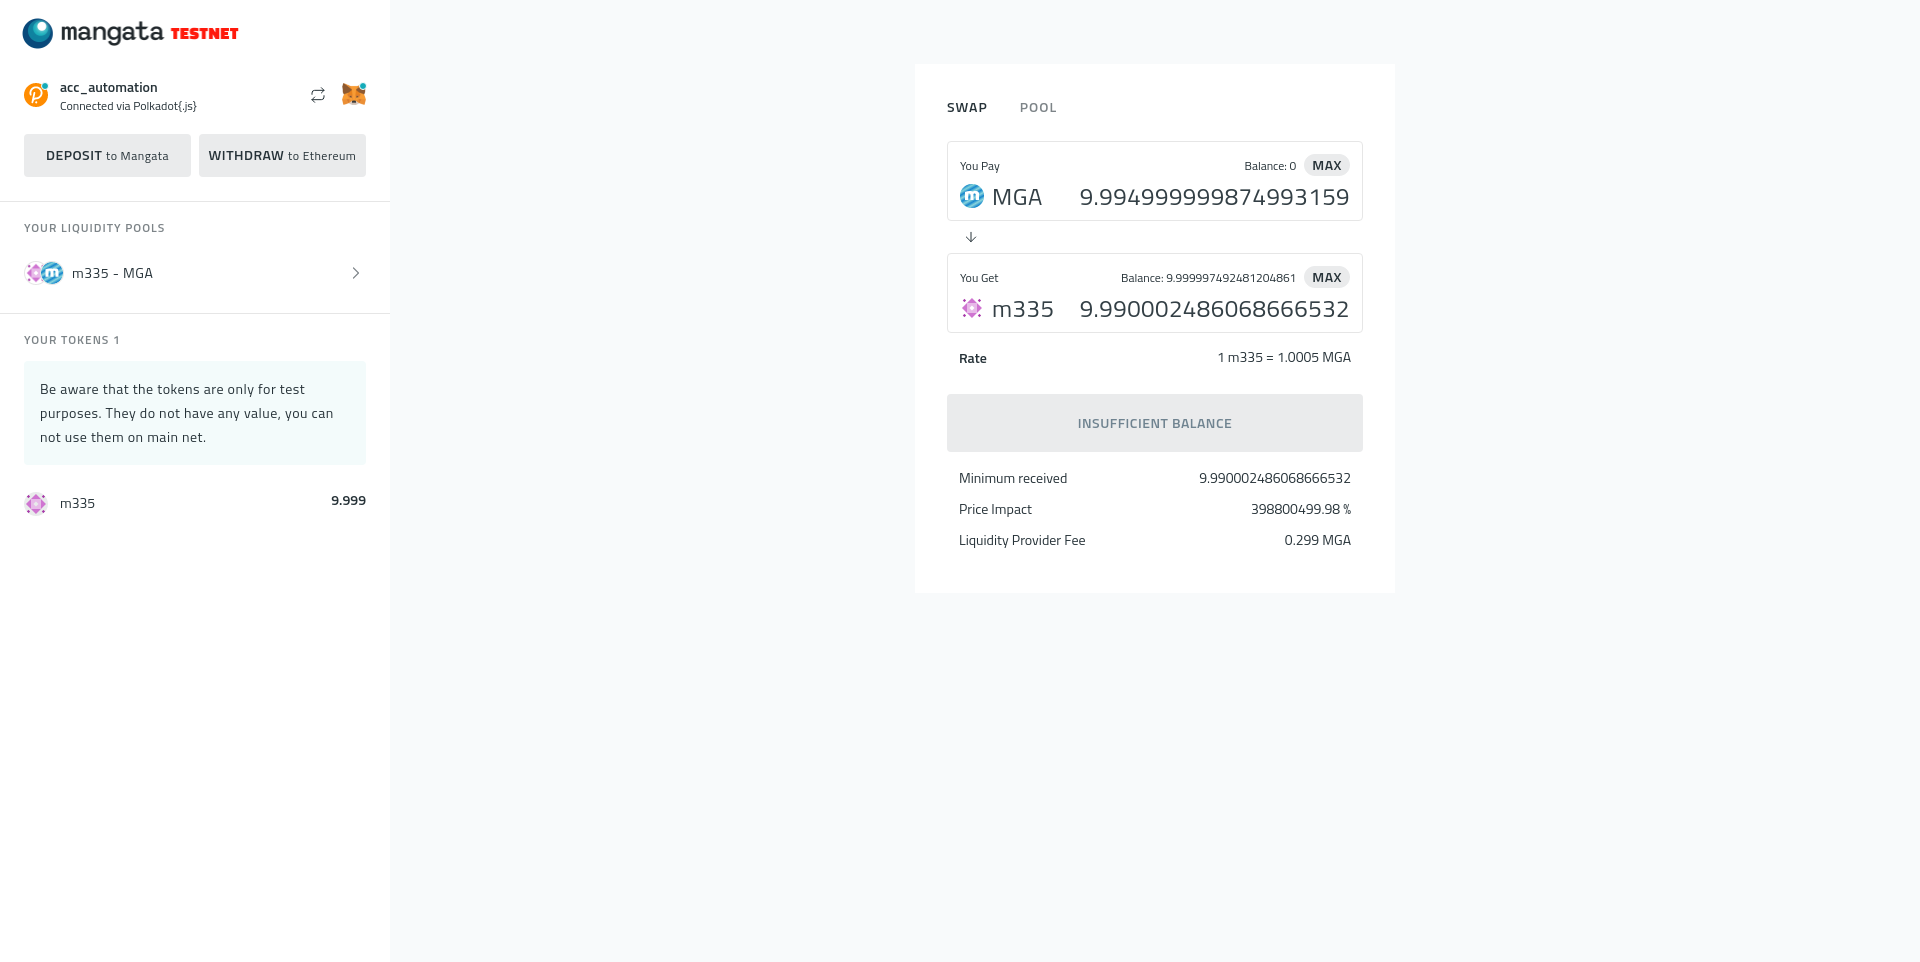 mangata TESTNET
acc_automation
Connected via Polkadot{.js}
DEPOSIT to Mangata
WITHDRAW to Ethereum
YOUR LIQUIDITY POOLS
m335 - MGA
YOUR TOKENS 1
Be aware that the tokens are only for test
purposes. They do not have any value, you can
not use them on main net.
m335
9.999
SWAP
POOL
You Pay
Balance: 0
MAX
MGA
9.994999999874993159
You Get
Balance: 9.999997492481204861
MAX
m335
9.990002486068666532
Rate
1 m335 = 1.0005 MGA
INSUFFICIENT BALANCE
Minimum received
9.990002486068666532
Price Impact
398800499.98 %
Liquidity Provider Fee
0.299 MGA